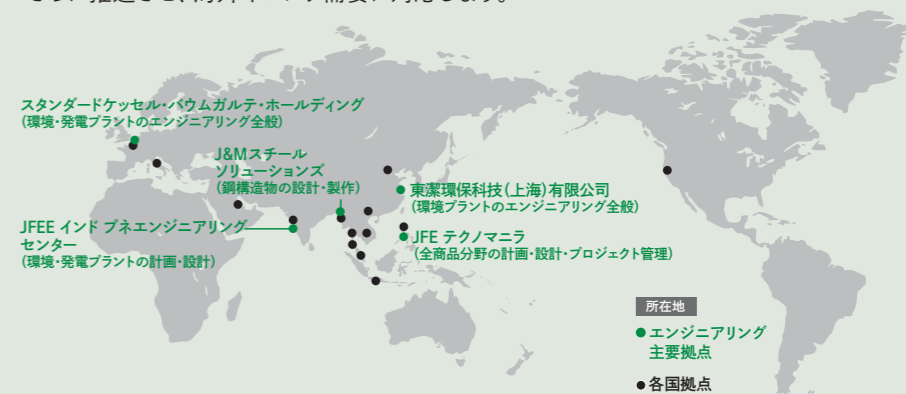 スタンダードケッセル・バウムガルテ・ホールディング
（環境・発電プラントのエンジニアリング全般）
J&Mスチール
ソリューションズ
（鋼構造物の設計・製作）
東潔環保科技（上海）有限公司
（環境プラントのエンジニアリング全般）
JFEE インド プネエンジニアリング
センター
（環境・発電プラントの計画・設計）
JFE テクノマニラ
（全商品分野の計画・設計・プロジェクト管理）
所在地
●エンジニアリング
主要拠点
●各国拠点